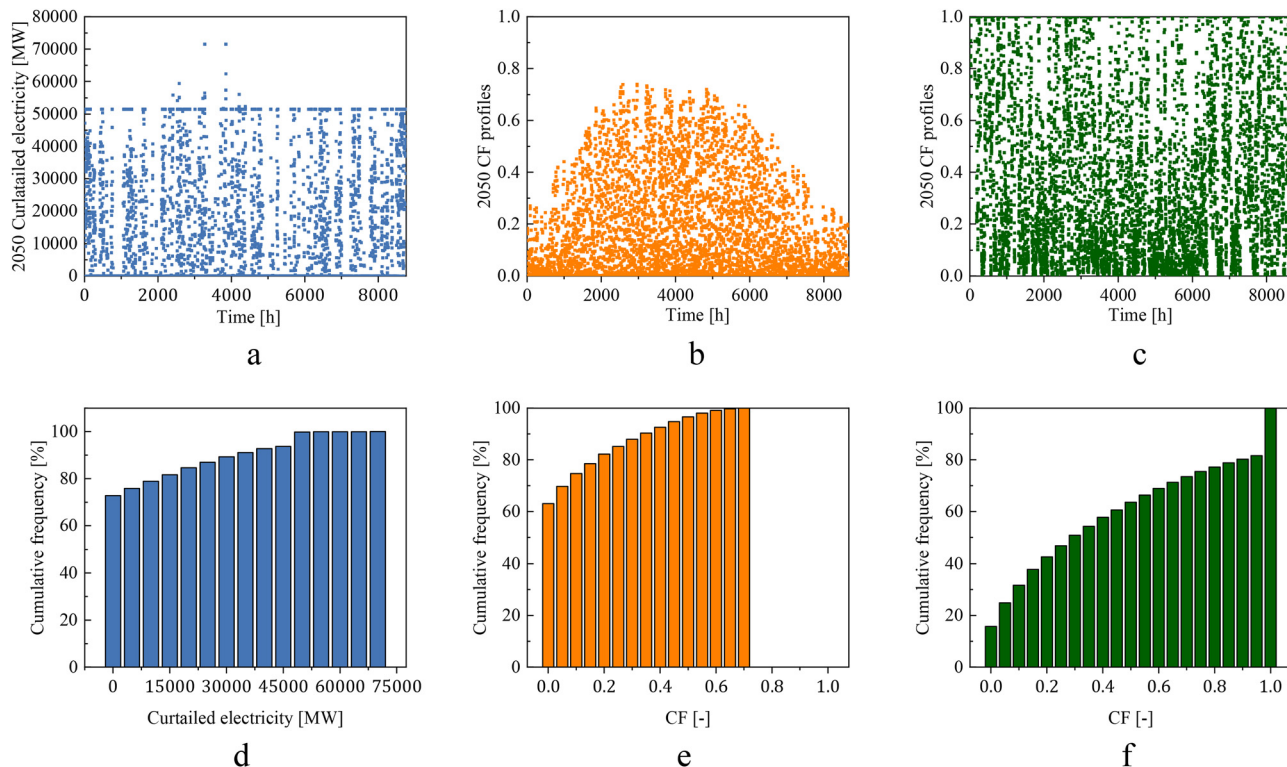 2050 Curlatailed electricity [MW]
80000
70000
60000
50000
40000
30000
20000
10000
0
0 2000 4000 6000 8000
Time [h]
a
2050 CF profiles
1.0
0.8
0.6
0.4
0.2
0.0
0 2000 4000 6000 8000
Time [h]
b
2050 CF profiles
1.0
0.8
0.6
0.4
0.2
0.0
0 2000 4000 6000 8000
Time [h]
c
Cumulative frequency [%]
100
80
60
40
20
0
0 15000 30000 45000 60000 75000
Curtailed electricity [MW]
d
Cumulative frequency [%]
100
80
60
40
20
0
0.0 0.2 0.4 0.6 0.8 1.0
CF [-]
e
Cumulative frequency [%]
100
80
60
40
20
0
0.0 0.2 0.4 0.6 0.8 1.0
CF [-]
f